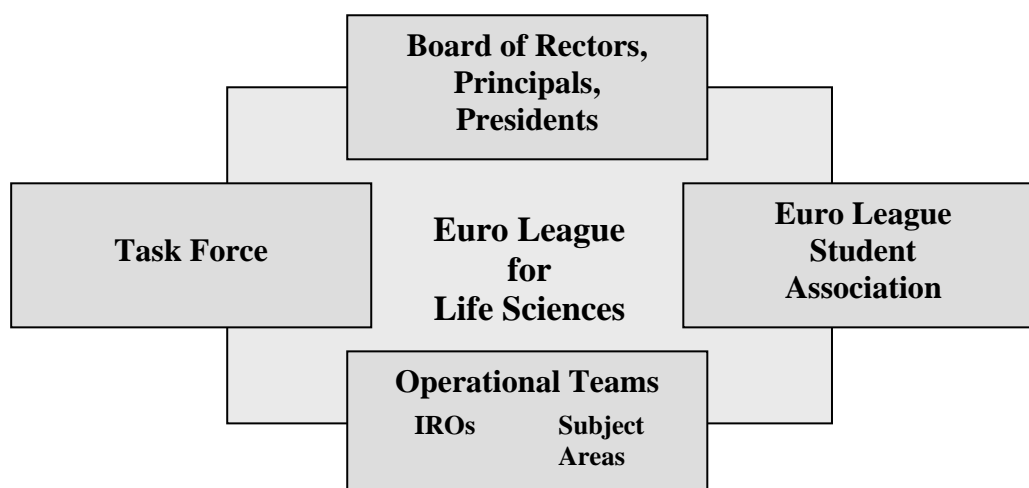 Board of Rectors,
Principals,
Presidents
Task Force
Euro League
for
Life Sciences
Euro League
Student
Association
Operational Teams
IROs Subject
Areas